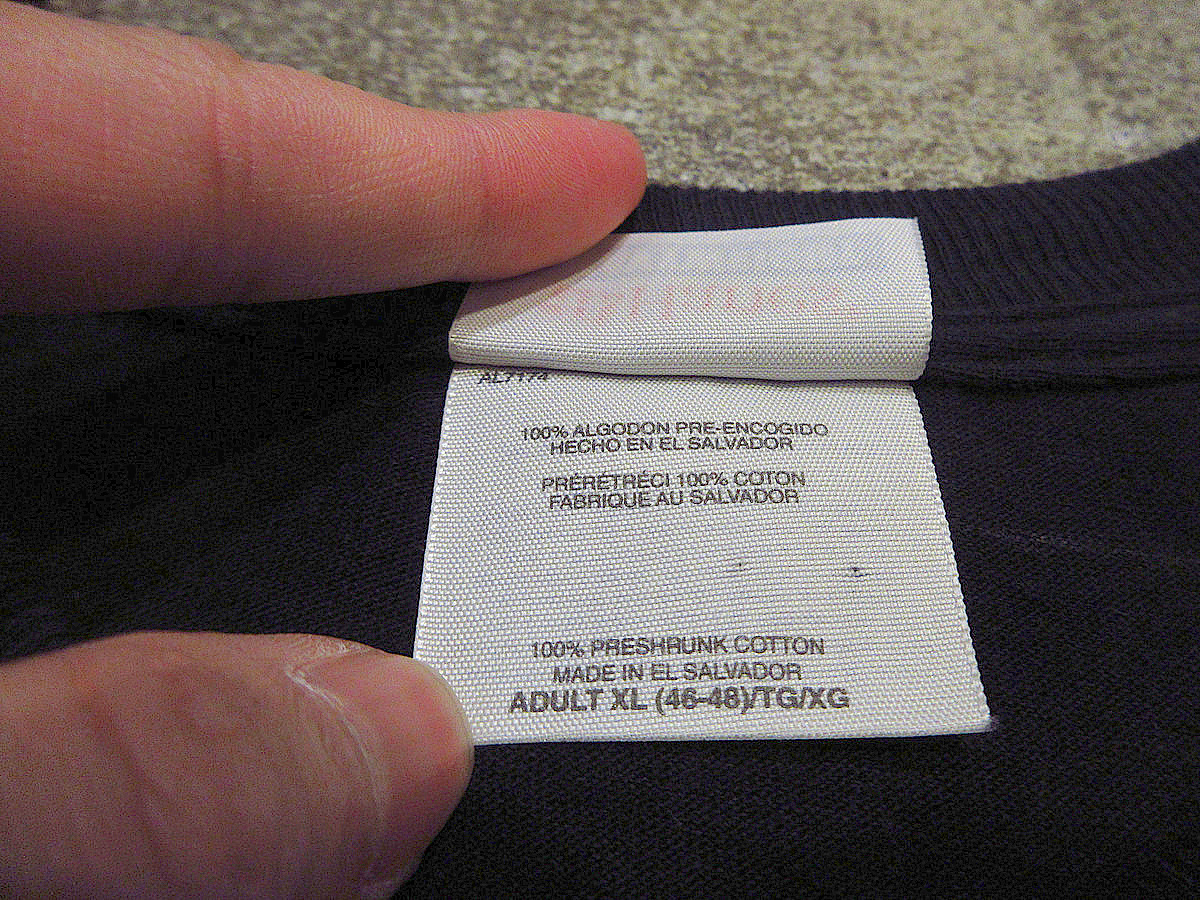 100% ALGODON PRE-ENCOGIDO
HECHO EN EL SALVADOR
PRÉRÉTRÉCI 100% COTON
FABRIQUE AU SALVADOR
100% PRESHRUNK COTTON
MADE IN EL SALVADOR
ADULT XL (46-48)/TG/XG